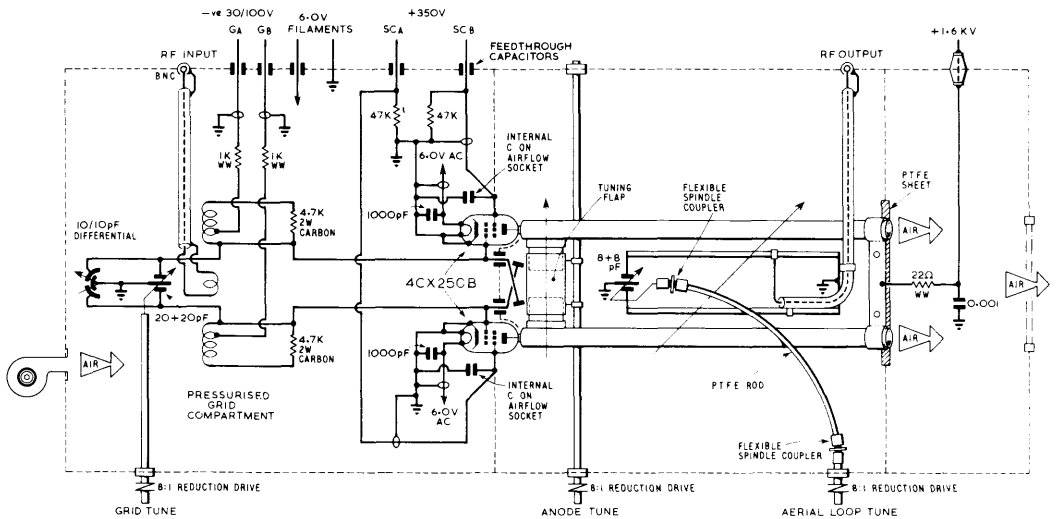 -ve 30/100V
6·0V
FILAMENTS
+350V
GA
GB
SCA
SCB
FEEDTHROUGH
CAPACITORS
RF INPUT
BNC
RF OUTPUT
+1·6 KV
47K
47K
INTERNAL
C ON
AIRFLOW
SOCKET
1K
WW
1K
WW
6·0V AC
TUNING
FLAP
FLEXIBLE
SPINDLE
COUPLER
PTFE
SHEET
1000pF
4·7K
2W
CARBON
10/10pF
DIFFERENTIAL
AIR
8+8
pF
4CX25CB
22Ω
WW
AIR
0·001
20+20pF
AIR
1000pF
4·7K
2W
CARBON
AIR
PRESSURISED
GRID
COMPARTMENT
6·0V
AC
INTERNAL
C ON
AIRFLOW
SOCKET
PTFE ROD
FLEXIBLE
SPINDLE COUPLER
8:1 REDUCTION DRIVE
8:1 REDUCTION DRIVE
8:1 REDUCTION DRIVE
GRID TUNE
ANODE TUNE
AERIAL LOOP TUNE